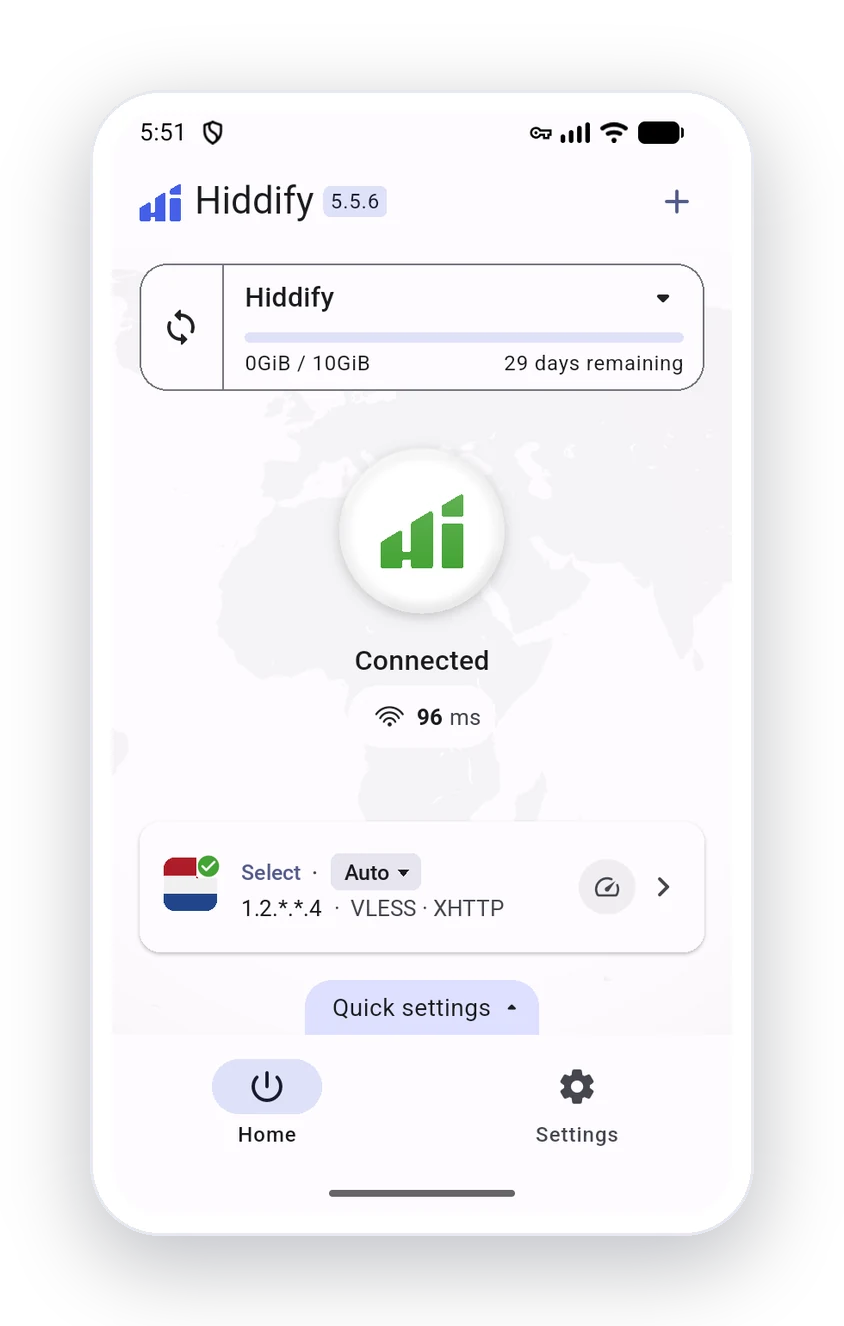 5:51
Hiddify 5.5.6
Hiddify
0GiB / 10GiB 29 days remaining
Connected
96 ms
Select · Auto
1.2.*.*.4 · VLESS · XHTTP
Quick settings
Home Settings